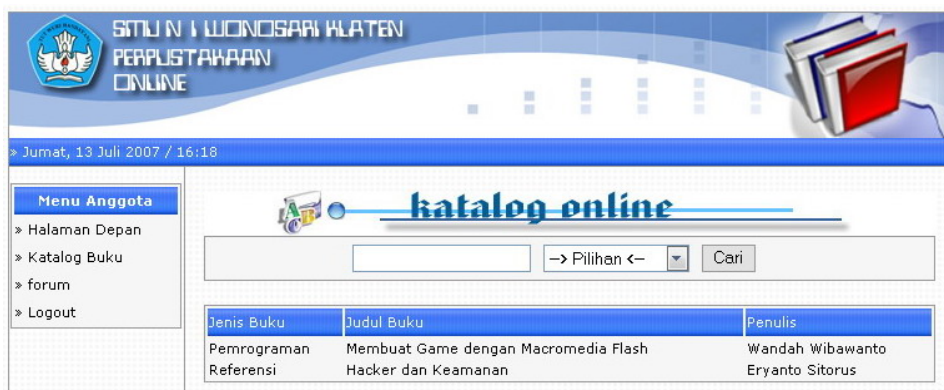 SMU N 1 WONOSARI KLATEN
PERPUSTAKAAN
ONLINE
» Jumat, 13 Juli 2007 / 16:18
Menu Anggota
» Halaman Depan
» Katalog Buku
» forum
» Logout
katalog online
--> Pilihan <-- Cari
Jenis Buku Judul Buku Penulis
Pemrograman Membuat Game dengan Macromedia Flash Wandah Wibawanto
Referensi Hacker dan Keamanan Eryanto Sitorus